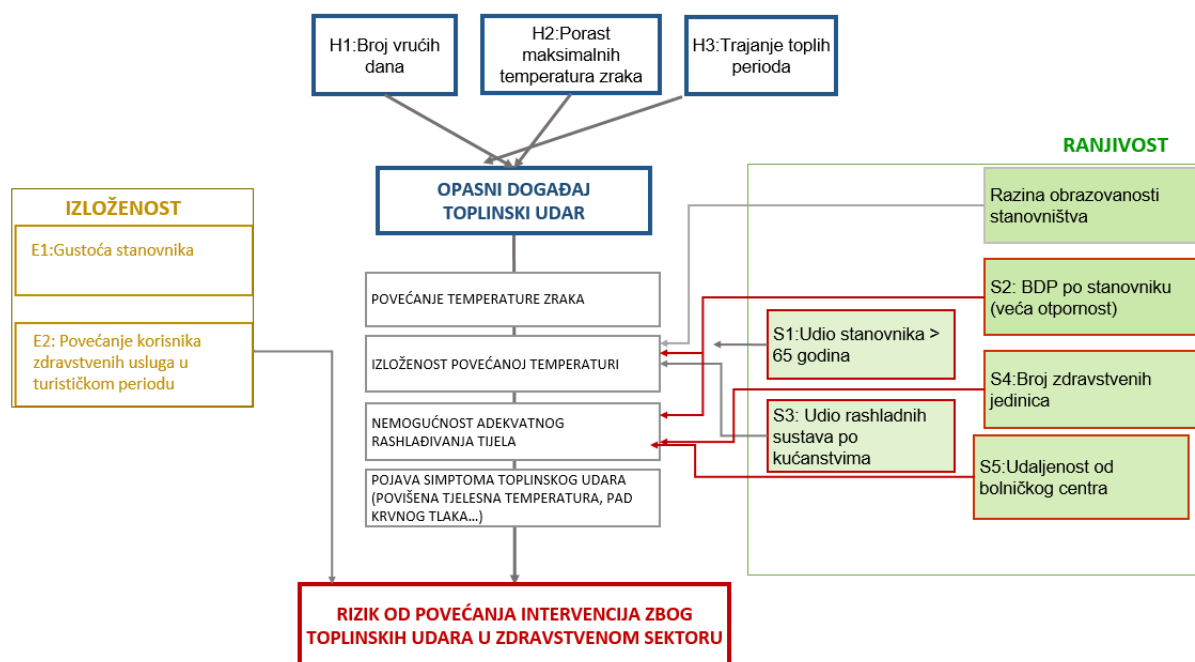 H1:Broj vrućih
dana
H2:Porast
maksimalnih
temperatura zraka
H3:Trajanje toplih
perioda
OPASNI DOGAĐAJ
TOPLINSKI UDAR
RANJIVOST
IZLOŽENOST
E1:Gustoća stanovnika
E2: Povećanje korisnika
zdravstvenih usluga u
turističkom periodu
POVEĆANJE TEMPERATURE ZRAKA
IZLOŽENOST POVEĆANOJ TEMPERATURI
NEMOGUĆNOST ADEKVATNOG
RASHLAĐIVANJA TIJELA
POJAVA SIMPTOMA TOPLINSKOG UDARA
(POVIŠENA TJELESNA TEMPERATURA, PAD
KRVNOG TLAKA...)
Razina obrazovanosti
stanovništva
S2: BDP po stanovniku
(veća otpornost)
S1:Udio stanovnika >
65 godina
S4:Broj zdravstvenih
jedinica
S3: Udio rashladnih
sustava po
kućanstvima
S5:Udaljenost od
bolničkog centra
RIZIK OD POVEĆANJA INTERVENCIJA ZBOG
TOPLINSKIH UDARA U ZDRAVSTVENOM SEKTORU